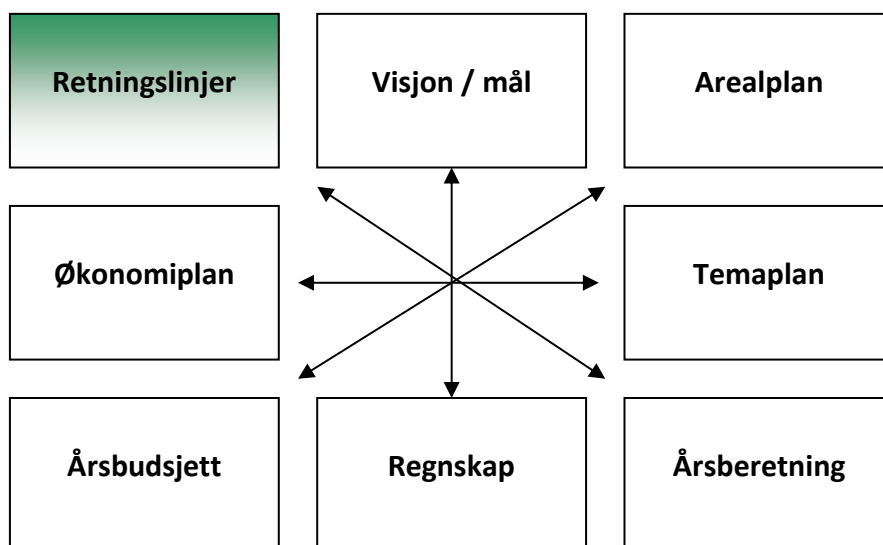 Retningslinjer
Visjon / mål
Arealplan
Økonomiplan
Temaplan
Årsbudsjett
Regnskap
Årsberetning